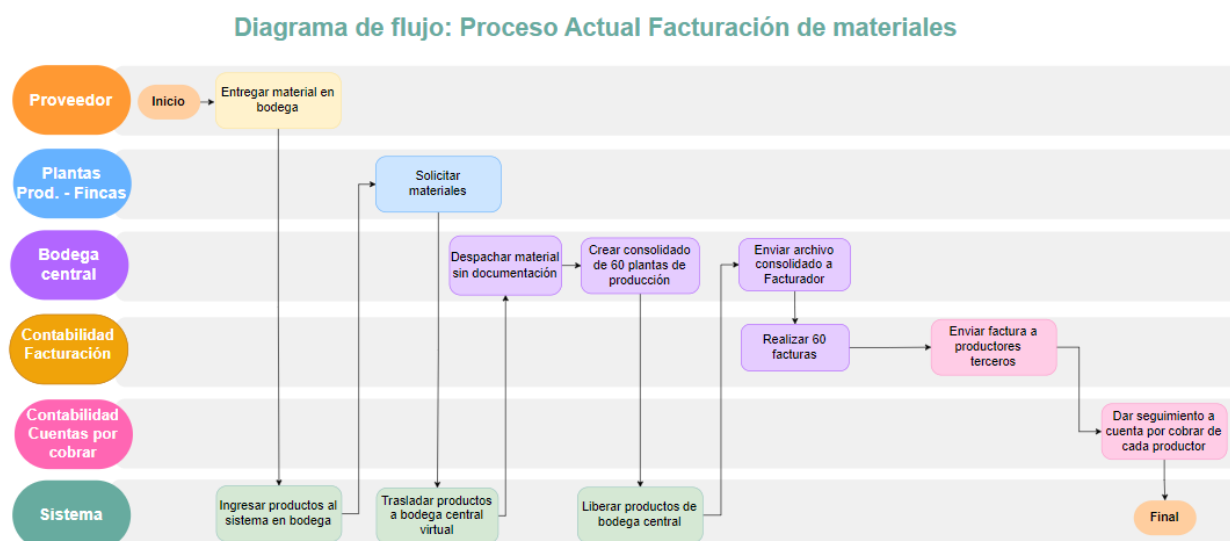 Diagrama de flujo: Proceso Actual Facturación de materiales
Proveedor
Inicio
Entregar material en
bodega
Plantas
Prod. - Fincas
Solicitar
materiales
Bodega
central
Despachar material
sin documentación
Crear consolidado
de 60 plantas de
producción
Enviar archivo
consolidado a
Facturador
Contabilidad
Facturación
Realizar 60
facturas
Enviar factura a
productores
terceros
Contabilidad
Cuentas por
cobrar
Dar seguimiento a
cuenta por cobrar de
cada productor
Sistema
Ingresar productos al
sistema en bodega
Trasladar productos
a bodega central
virtual
Liberar productos de
bodega central
Final